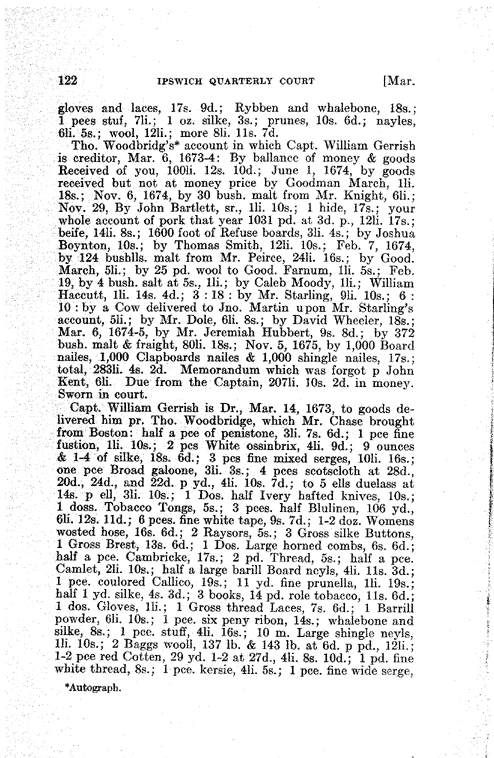 122 IPSWICH QUARTERLY COURT [Mar.
gloves and laces, 17s. 9d.; Rybben and whalebone, 18s.;
1 pees stuf, 7li.; 1 oz. silke, 3s.; prunes, 10s. 6d.; nayles,
6li. 5s.; wool, 12li.; more 8li. 11s. 7d.
Tho. Woodbridg's* account in which Capt. William Gerrish
is creditor, Mar. 6, 1673-4: By ballance of money & goods
Received of you, 100li. 12s. 10d.; June 1, 1674, by goods
received but not at money price by Goodman March, 1li.
18s.; Nov. 6, 1674, by 30 bush. malt from Mr. Knight, 6li.;
Nov. 29, By John Bartlett, sr., 1li. 10s.; 1 hide, 17s.; your
whole account of pork that year 1031 pd. at 3d. p., 12li. 17s.;
beife, 14li. 8s.; 1600 foot of Refuse boards, 3li. 4s.; by Joshua
Boynton, 10s.; by Thomas Smith, 12li. 10s.; Feb. 7, 1674,
by 124 bushlls. malt from Mr. Peirce, 24li. 16s.; by Good.
March, 5li.; by 25 pd. wool to Good. Farnum, 1li. 5s.; Feb.
19, by 4 bush. salt at 5s., 1li.; by Caleb Moody, 1li.; William
Haccutt, 1li. 14s. 4d.; 3 : 18 : by Mr. Starling, 9li. 10s.; 6 :
10 : by a Cow delivered to Jno. Martin upon Mr. Starling's
account, 5li.; by Mr. Dole, 6li. 8s.; by David Wheeler, 18s.;
Mar. 6, 1674-5, by Mr. Jeremiah Hubbert, 9s. 8d.; by 372
bush. malt & fraight, 80li. 18s.; Nov. 5, 1675, by 1,000 Board
nailes, 1,000 Clapboards nailes & 1,000 shingle nailes, 17s.;
total, 283li. 4s. 2d. Memorandum which was forgot p John
Kent, 6li. Due from the Captain, 207li. 10s. 2d. in money.
Sworn in court.
Capt. William Gerrish is Dr., Mar. 14, 1673, to goods de-
livered him pr. Tho. Woodbridge, which Mr. Chase brought
from Boston: half a pce of penistone, 3li. 7s. 6d.; 1 pce fine
fustion, 1li. 10s.; 2 pcs White ossinbrix, 4li. 9d.; 9 ounces
& 1-4 of silke, 18s. 6d.; 3 pcs fine mixed serges, 10li. 16s.;
one pce Broad galoone, 3li. 3s.; 4 pces scotscloth at 28d.,
20d., 24d., and 22d. p yd., 4li. 10s. 7d.; to 5 ells duelass at
14s. p ell, 3li. 10s.; 1 Dos. half Ivery hafted knives, 10s.;
1 doss. Tobacco Tongs, 5s.; 3 pces. half Blulinen, 106 yd.,
6li. 12s. 11d.; 6 pces. fine white tape, 9s. 7d.; 1-2 doz. Womens
wosted hose, 16s. 6d.; 2 Raysors, 5s.; 3 Gross silke Buttons,
1 Gross Brest, 13s. 6d.; 1 Dos. Large horned combs, 6s. 6d.;
half a pce. Cambricke, 17s.; 2 pd. Thread, 5s.; half a pce.
Camlet, 2li. 10s.; half a large barill Board neyls, 4li. 11s. 3d.;
1 pce. coulored Callico, 19s.; 11 yd. fine prunella, 1li. 19s.;
half 1 yd. silke, 4s. 3d.; 3 books, 14 pd. role tobacco, 11s. 6d.;
1 dos. Gloves, 1li.; 1 Gross thread Laces, 7s. 6d.; 1 Barrill
powder, 6li. 10s.; 1 pce. six peny ribon, 14s.; whalebone and
silke, 8s.; 1 pce. stuff, 4li. 16s.; 10 m. Large shingle neyls,
1li. 10s.; 2 Baggs wooll, 137 lb. & 143 lb. at 6d. p pd., 12li.;
1-2 pce red Cotten, 29 yd. 1-2 at 27d., 4li. 8s. 10d.; 1 pd. fine
white thread, 8s.; 1 pce. kersie, 4li. 5s.; 1 pce. fine wide serge,
*Autograph.